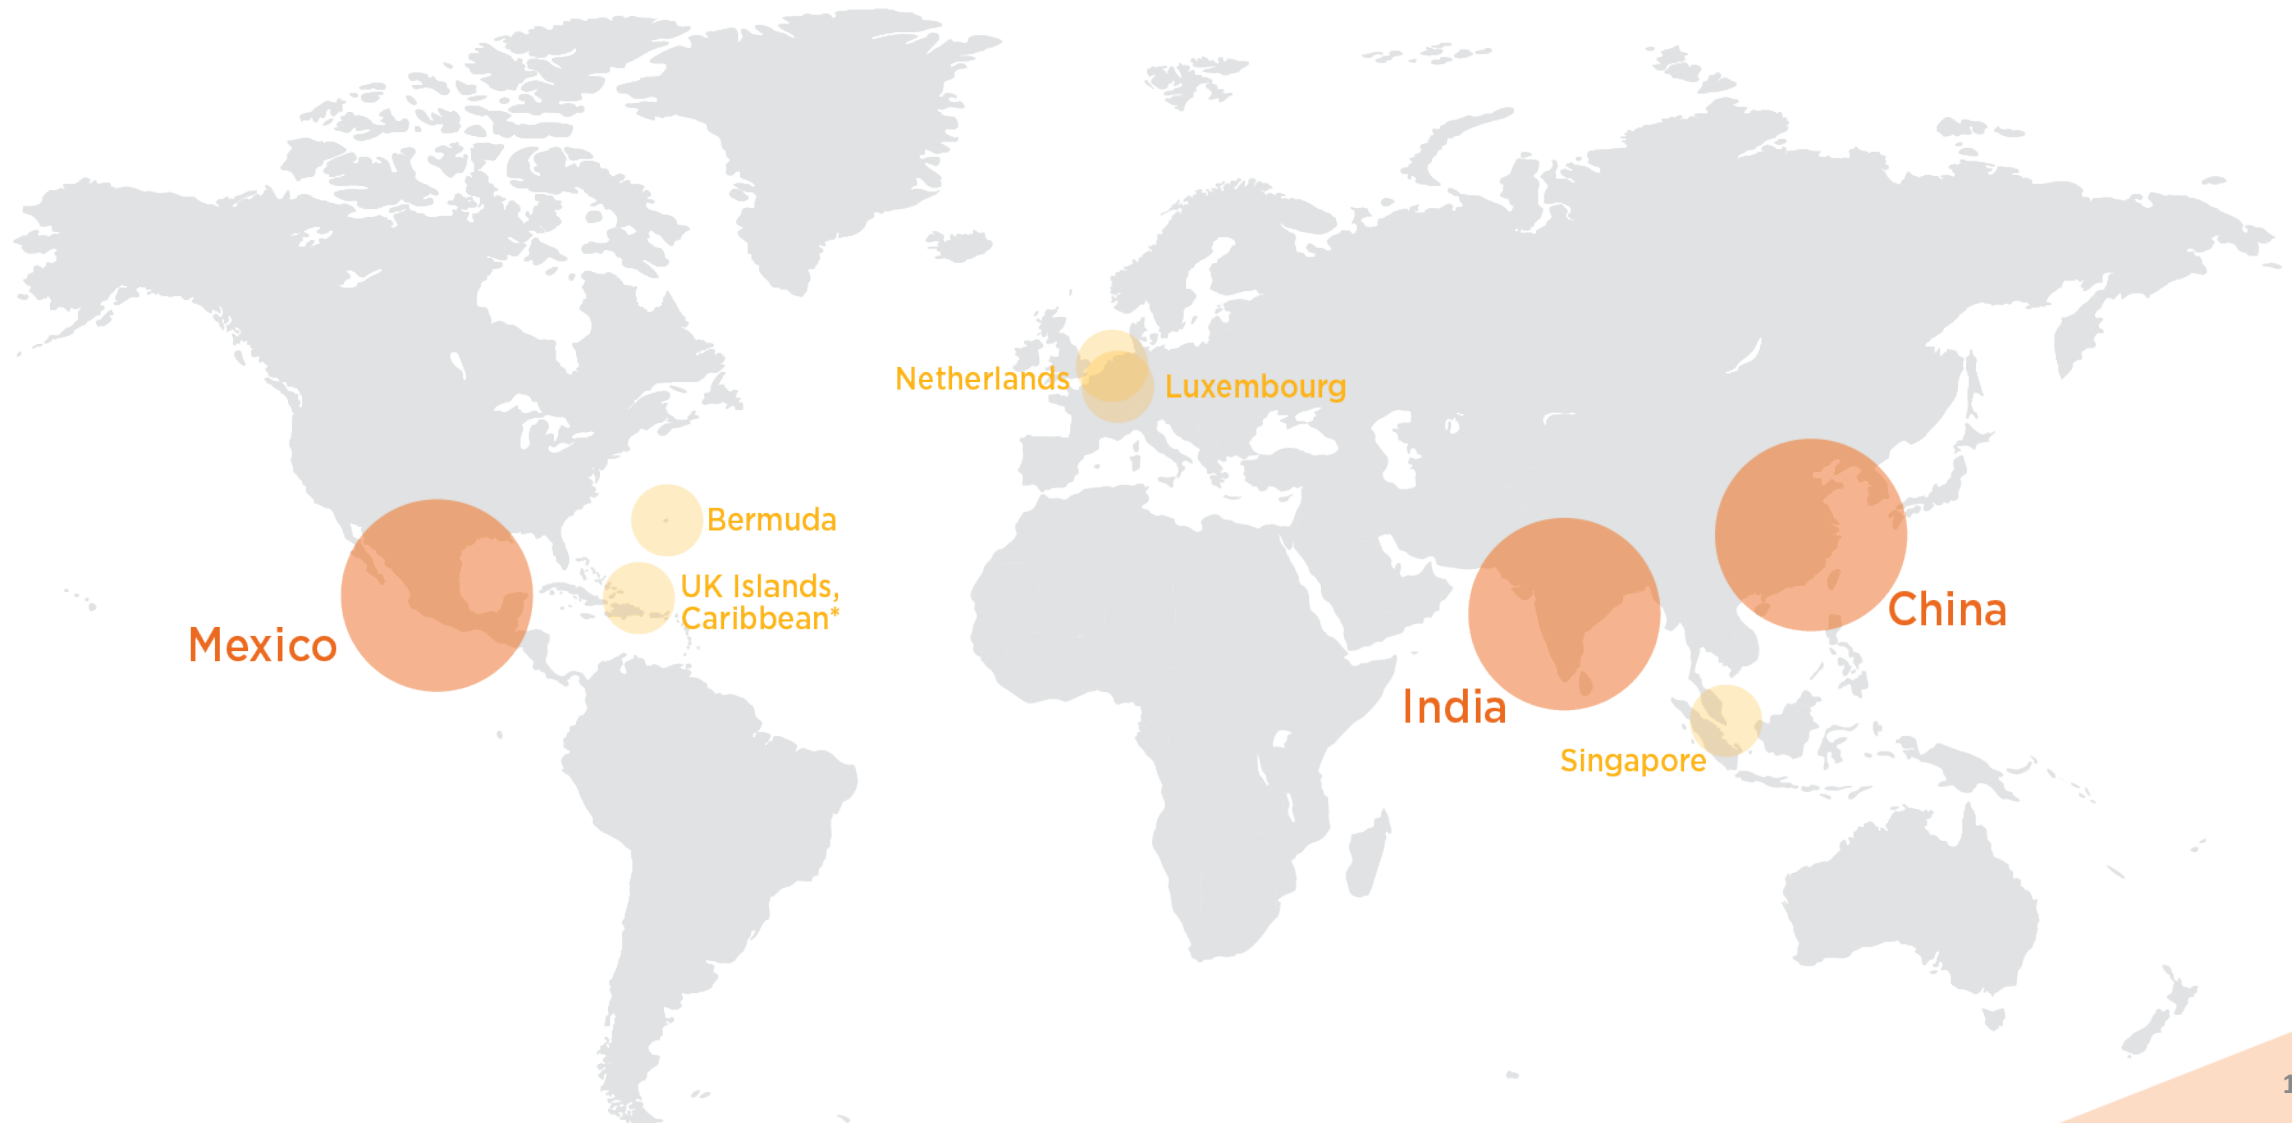 Netherlands
Luxembourg
Bermuda
UK Islands,
Caribbean*
Mexico
China
India
Singapore